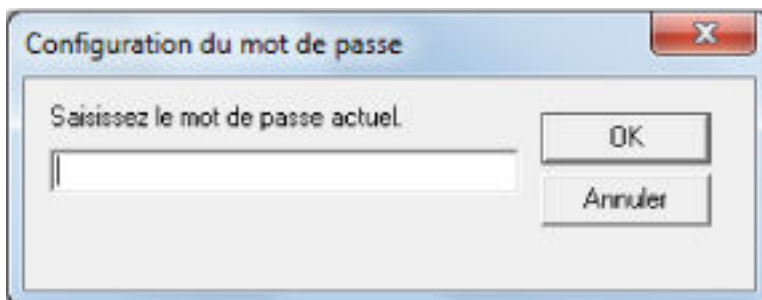 Configuration du mot de passe
Saisissez le mot de passe actuel.
OK
Annuler